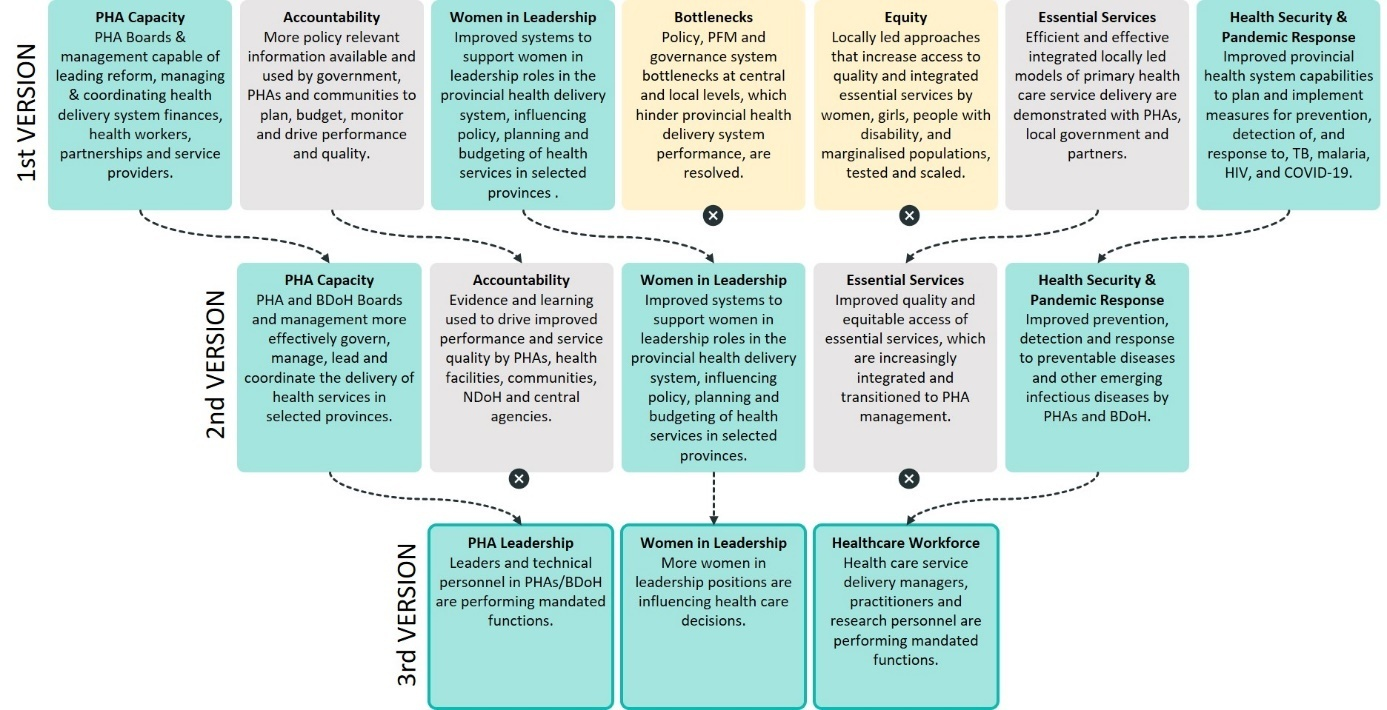 1st VERSION
PHA Capacity
PHA Boards &
management capable of
leading reform, managing
& coordinating health
delivery system finances,
health workers,
partnerships and service
providers.
Accountability
More policy relevant
information available and
used by government,
PHAs and communities to
plan, budget, monitor
and drive performance
and quality.
Women in Leadership
Improved systems to
support women in
leadership roles in the
provincial health delivery
system, influencing
policy, planning and
budgeting of health
services in selected
provinces .
Bottlenecks
Policy, PFM and
governance system
bottlenecks at central
and local levels, which
hinder provincial health
delivery system
performance, are
resolved.
Equity
Locally led approaches
that increase access to
quality and integrated
essential services by
women, girls, people with
disability, and
marginalised populations,
tested and scaled.
Essential Services
Efficient and effective
integrated locally led
models of primary health
care service delivery are
demonstrated with PHAs,
local government and
partners.
Health Security &
Pandemic Response
Improved provincial
health system capabilities
to plan and implement
measures for prevention,
detection of, and
response to, TB, malaria,
HIV, and COVID-19.
2nd VERSION
PHA Capacity
PHA and BDoH Boards
and management more
effectively govern,
manage, lead and
coordinate the delivery of
health services in
selected provinces.
Accountability
Evidence and learning
used to drive improved
performance and service
quality by PHAs, health
facilities, communities,
NDoH and central
agencies.
Women in Leadership
Improved systems to
support women in
leadership roles in the
provincial health delivery
system, influencing
policy, planning and
budgeting of health
services in selected
provinces.
Essential Services
Improved quality and
equitable access of
essential services, which
are increasingly
integrated and
transitioned to PHA
management.
Health Security &
Pandemic Response
Improved prevention,
detection and response
to preventable diseases
and other emerging
infectious diseases by
PHAs and BDoH.
3rd VERSION
PHA Leadership
Leaders and technical
personnel in PHAs/BDoH
are performing mandated
functions.
Women in Leadership
More women in
leadership positions are
influencing health care
decisions.
Healthcare Workforce
Health care service
delivery managers,
practitioners and
research personnel are
performing mandated
functions.